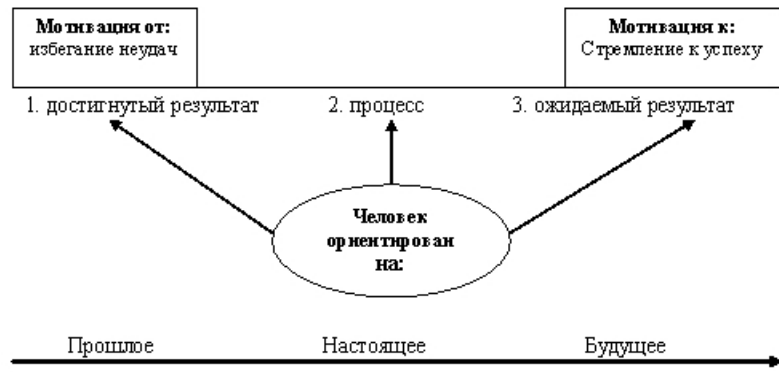 Мотивация от:
избегание неудач
Мотивация к:
Стремление к успеху
1. достигнутый результат
2. процесс
3. ожидаемый результат
Человек
ориентирован
на:
Прошлое
Настоящее
Будущее